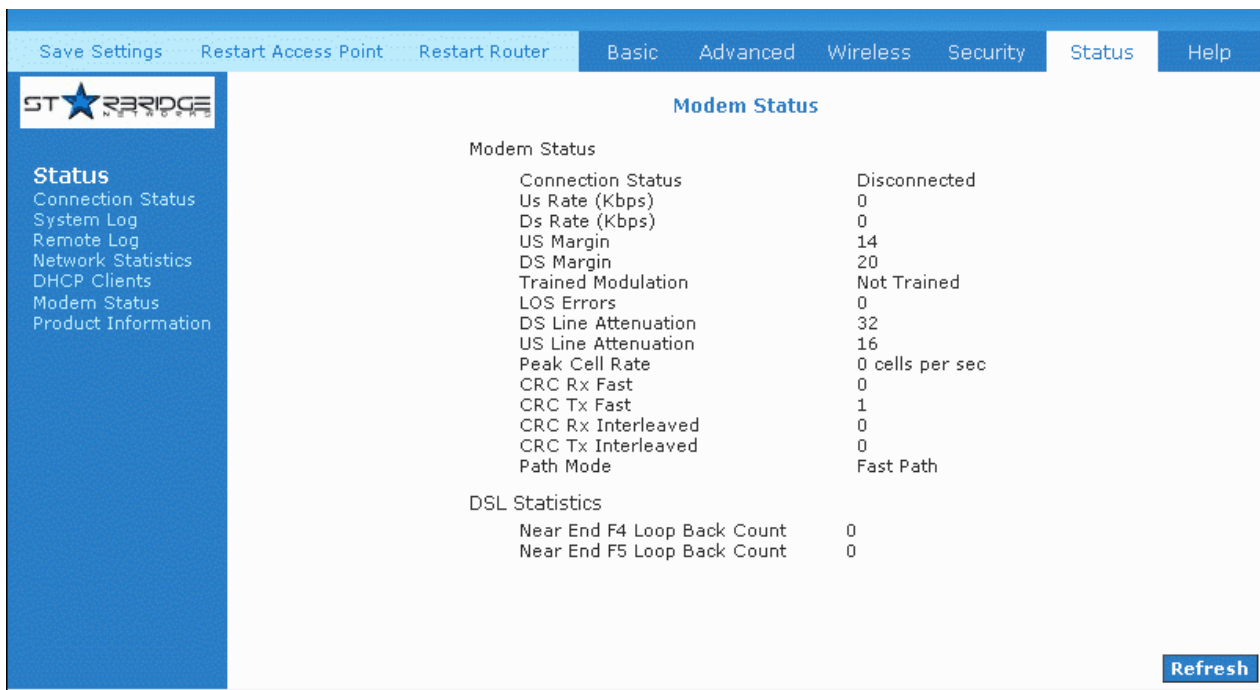 Save Settings Restart Access Point Restart Router Basic Advanced Wireless Security Status Help
STARBRIDGE
NETWORKS
Status
Connection Status
System Log
Remote Log
Network Statistics
DHCP Clients
Modem Status
Product Information
Modem Status
Modem Status
Connection Status Disconnected
Us Rate (Kbps) 0
Ds Rate (Kbps) 0
US Margin 14
DS Margin 20
Trained Modulation Not Trained
LOS Errors 0
DS Line Attenuation 32
US Line Attenuation 16
Peak Cell Rate 0 cells per sec
CRC Rx Fast 0
CRC Tx Fast 1
CRC Rx Interleaved 0
CRC Tx Interleaved 0
Path Mode Fast Path
DSL Statistics
Near End F4 Loop Back Count 0
Near End F5 Loop Back Count 0
Refresh